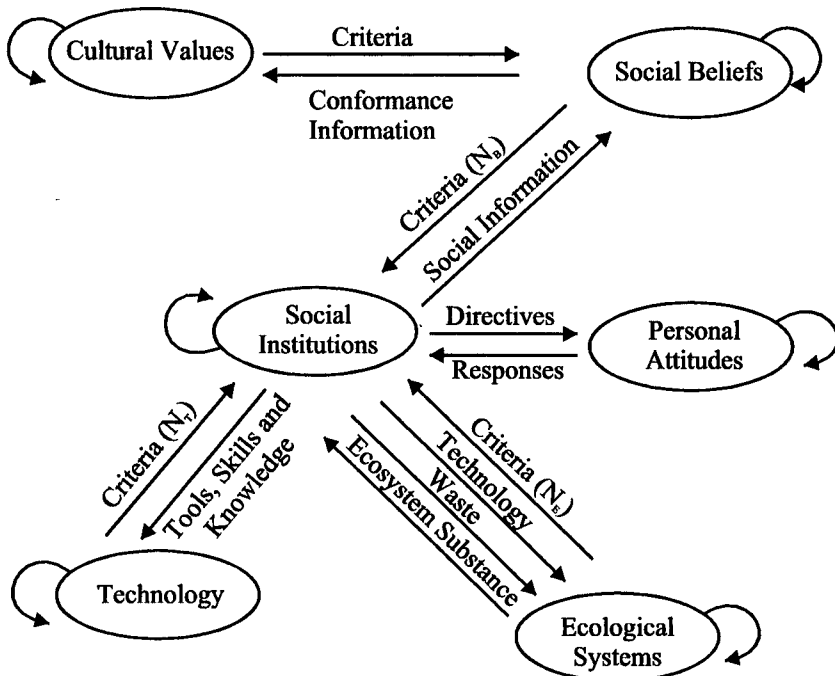 Cultural Values
Criteria
Conformance
Information
Social Beliefs
Criteria (N_B)
Social Information
Social
Institutions
Directives
Responses
Personal
Attitudes
Criteria (N_T)
Tools, Skills and
Knowledge
Criteria (N_E)
Technology
Waste
Ecosystem Substance
Technology
Ecological
Systems